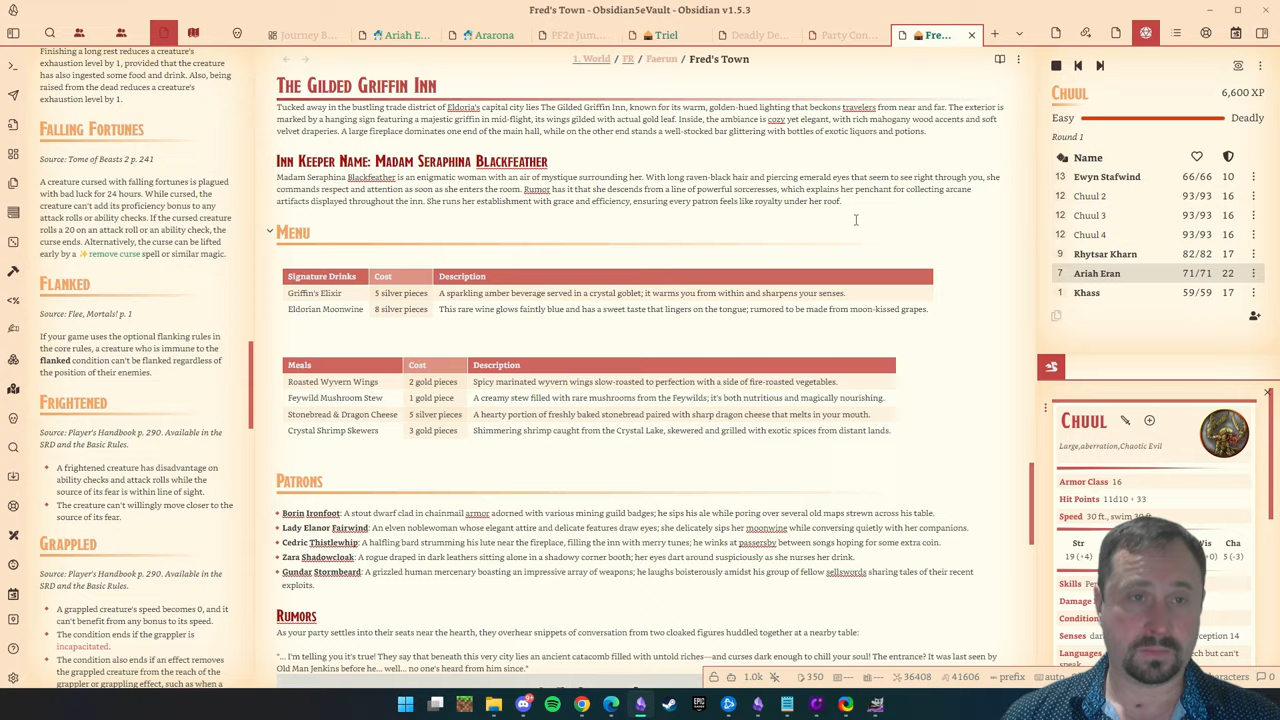 Fred's Town - Obsidian5eVault - Obsidian v1.5.3
Journey B...
Ariah E...
Ararona
PF2e Jum,...
Triel
Deadly De...
Party Con...
Fre...
1. World / FR / Faerun / Fred's Town
Finishing a long rest reduces a creature's
exhaustion level by 1, provided that the creature
has also ingested some food and drink. Also, being
raised from the dead reduces a creature's
exhaustion level by 1.
Falling Fortunes
Source: Tome of Beasts 2 p. 241
A creature cursed with falling fortunes is plagued
with bad luck for 24 hours. While cursed, the
creature can't add its proficiency bonus to any
attack rolls or ability checks. If the cursed creature
rolls a 20 on an attack roll or an ability check, the
curse ends. Alternatively, the curse can be lifted
early by a ✨remove curse spell or similar magic.
Flanked
Source: Flee, Mortals! p. 1
If your game uses the optional flanking rules in
the core rules, a creature who is immune to the
flanked condition can't be flanked regardless of
the position of their enemies.
Frightened
Source: Player's Handbook p. 290. Available in the
SRD and the Basic Rules.
A frightened creature has disadvantage on
ability checks and attack rolls while the
source of its fear is within line of sight.
The creature can't willingly move closer to the
source of its fear.
Grappled
Source: Player's Handbook p. 290. Available in the
SRD and the Basic Rules.
A grappled creature's speed becomes 0, and it
can't benefit from any bonus to its speed.
The condition ends if the grappler is
incapacitated.
The condition also ends if an effect removes
the grappled creature from the reach of the
grappler or grappling effect, such as when a
The Gilded Griffin Inn
Tucked away in the bustling trade district of Eldoria's capital city lies The Gilded Griffin Inn, known for its warm, golden-hued lighting that beckons travelers from near and far. The exterior is
marked by a hanging sign featuring a majestic griffin in mid-flight, its wings gilded with actual gold leaf. Inside, the ambiance is cozy yet elegant, with rich mahogany wood accents and soft
velvet draperies. A large fireplace dominates one end of the main hall, while on the other end stands a well-stocked bar glittering with bottles of exotic liquors and potions.
Inn Keeper Name: Madam Seraphina Blackfeather
Madam Seraphina Blackfeather is an enigmatic woman with an air of mystique surrounding her. With long raven-black hair and piercing emerald eyes that seem to see right through you, she
commands respect and attention as soon as she enters the room. Rumor has it that she descends from a line of powerful sorceresses, which explains her penchant for collecting arcane
artifacts displayed throughout the inn. She runs her establishment with grace and efficiency, ensuring every patron feels like royalty under her roof.
Menu
Signature Drinks Cost Description
Griffin's Elixir 5 silver pieces A sparkling amber beverage served in a crystal goblet; it warms you from within and sharpens your senses.
Eldorian Moonwine 8 silver pieces This rare wine glows faintly blue and has a sweet taste that lingers on the tongue; rumored to be made from moon-kissed grapes.
Meals Cost Description
Roasted Wyvern Wings 2 gold pieces Spicy marinated wyvern wings slow-roasted to perfection with a side of fire-roasted vegetables.
Feywild Mushroom Stew 1 gold piece A creamy stew filled with rare mushrooms from the Feywilds; it's both nutritious and magically nourishing.
Stonebread & Dragon Cheese 5 silver pieces A hearty portion of freshly baked stonebread paired with sharp dragon cheese that melts in your mouth.
Crystal Shrimp Skewers 3 gold pieces Shimmering shrimp caught from the Crystal Lake, skewered and grilled with exotic spices from distant lands.
Patrons
Borin Ironfoot: A stout dwarf clad in chainmail armor adorned with various mining guild badges; he sips his ale while poring over several old maps strewn across his table.
Lady Elanor Fairwind: An elven noblewoman whose elegant attire and delicate features draw eyes; she delicately sips her moonwine while conversing quietly with her companions.
Cedric Thistlewhip: A halfling bard strumming his lute near the fireplace, filling the inn with merry tunes; he winks at passersby between songs hoping for some extra coin.
Zara Shadowcloak: A rogue draped in dark leathers sitting alone in a shadowy corner booth; her eyes dart around suspiciously as she nurses her drink.
Gundar Stormbeard: A grizzled human mercenary boasting an impressive array of weapons; he laughs boisterously amidst his group of fellow sellswords sharing tales of their recent
exploits.
Rumors
As your party settles into their seats near the hearth, they overhear snippets of conversation from two cloaked figures huddled together at a nearby table:
"... I'm telling you it's true! They say that beneath this very city lies an ancient catacomb filled with untold riches—and curses dark enough to chill your soul! The entrance? It was last seen by
Old Man Jenkins before he... well... no one's heard from him since."
Chuul 6,600 XP
Easy Deadly
Round 1
Name
13 Ewyn Stafwind 66/66 10
12 Chuul 2 93/93 16
12 Chuul 3 93/93 16
12 Chuul 4 93/93 16
9 Rhytsar Kharn 82/82 17
7 Ariah Eran 71/71 22
1 Khass 59/59 17
Chuul
Large,aberration,Chaotic Evil
Armor Class 16
Hit Points 11d10 + 33
Speed 30 ft., swim 30 ft.
Str Wis Cha
19 (+4) (+0) 5 (-3)
Skills Per
Damage
Condition
Senses dar ception 14
Languages tech but can't
speak
1.0k 350 --- --- 36408 41606 prefix auto haracters 0